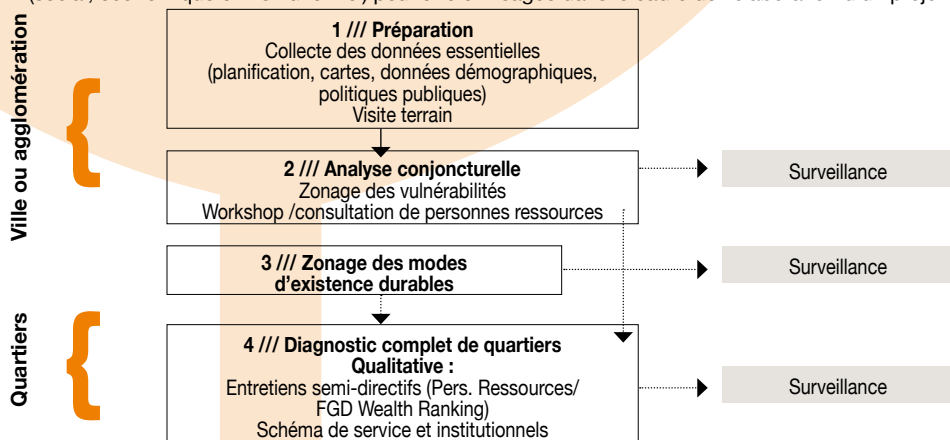 1 /// Préparation
Collecte des données essentielles
(planification, cartes, données démographiques,
politiques publiques)
Visite terrain
Ville ou agglomération
2 /// Analyse conjoncturelle
Zonage des vulnérabilités
Workshop /consultation de personnes ressources
Surveillance
3 /// Zonage des modes
d'existence durables
Surveillance
Quartiers
4 /// Diagnostic complet de quartiers
Qualitative :
Entretiens semi-directifs (Pers. Ressources/
FGD Wealth Ranking)
Schéma de service et institutionnels
Surveillance